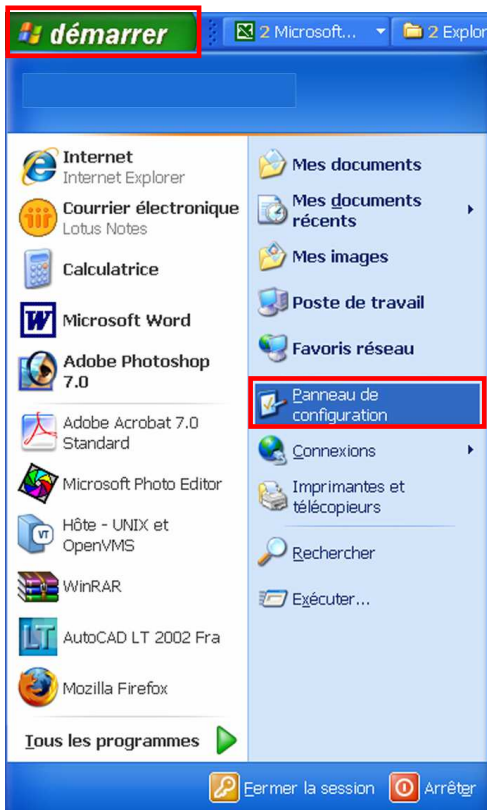 démarrer
2 Microsoft...
2 Explor
Internet
Internet Explorer
Courrier électronique
Lotus Notes
Calculatrice
Microsoft Word
Adobe Photoshop
7.0
Adobe Acrobat 7.0
Standard
Microsoft Photo Editor
Hôte - UNIX et
OpenVMS
WinRAR
AutoCAD LT 2002 Fra
Mozilla Firefox
Tous les programmes
Mes documents
Mes documents
récents
Mes images
Poste de travail
Favoris réseau
Panneau de
configuration
Connexions
Imprimantes et
télécopieurs
Rechercher
Exécuter...
Fermer la session
Arrêter